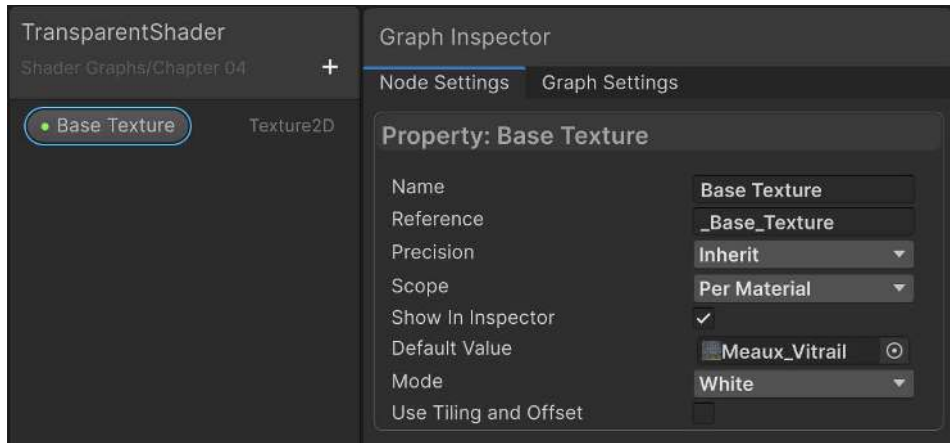 TransparentShader
Shader Graphs/Chapter 04
+
Base Texture Texture2D
Graph Inspector
Node Settings Graph Settings
Property: Base Texture
Name Base Texture
Reference _Base_Texture
Precision Inherit
Scope Per Material
Show In Inspector
Default Value Meaux_Vitrail
Mode White
Use Tiling and Offset